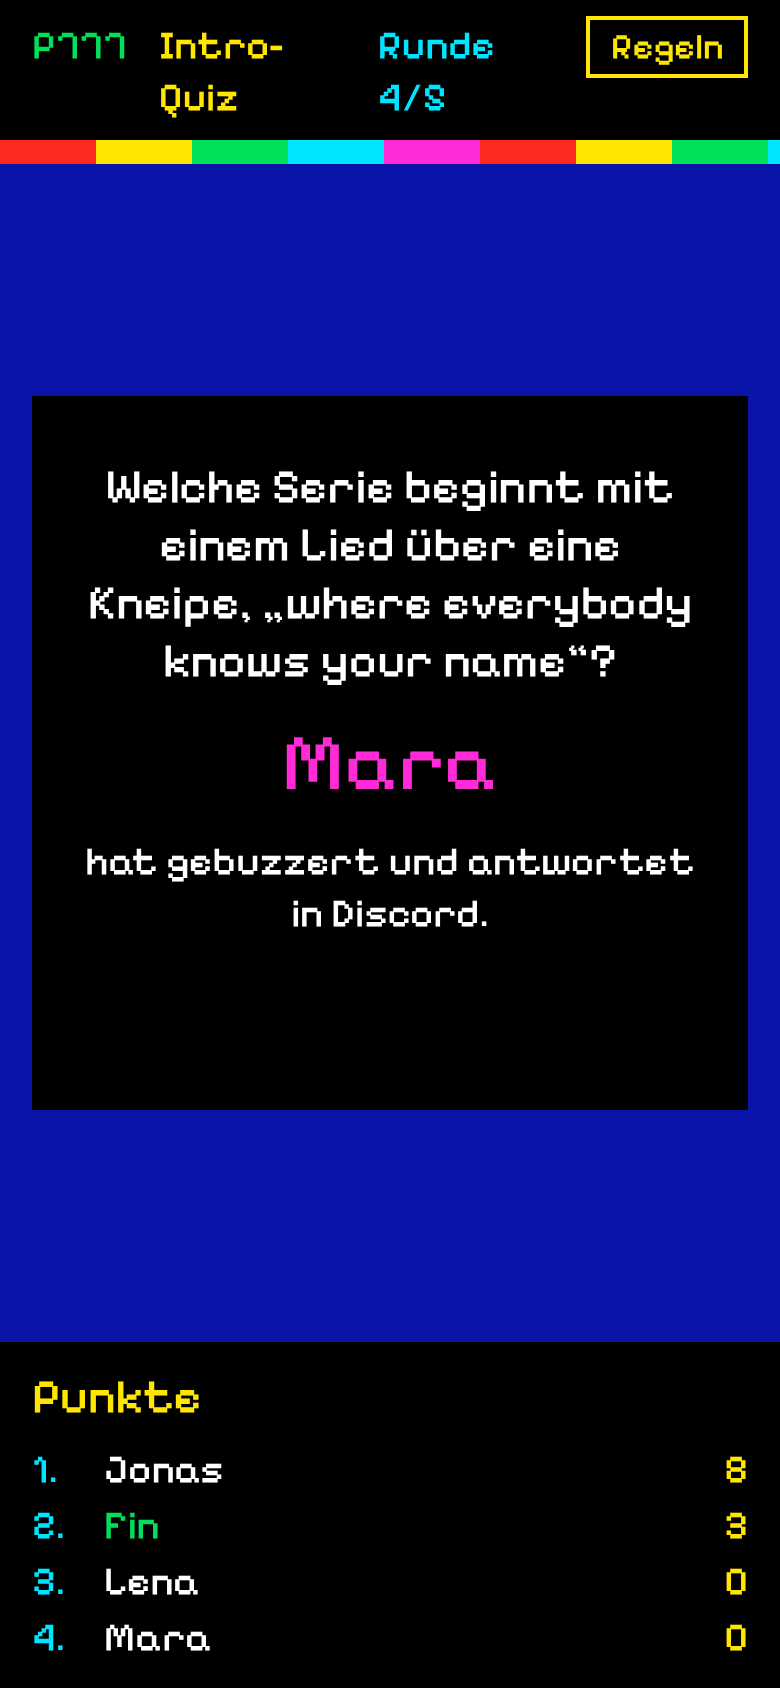 P777 Intro-Quiz Runde 4/8 Regeln
Welche Serie beginnt mit
einem Lied über eine
Kneipe, „where everybody
knows your name“?
Mara
hat gebuzzert und antwortet
in Discord.
Punkte
1. Jonas 8
2. Fin 3
3. Lena 0
4. Mara 0